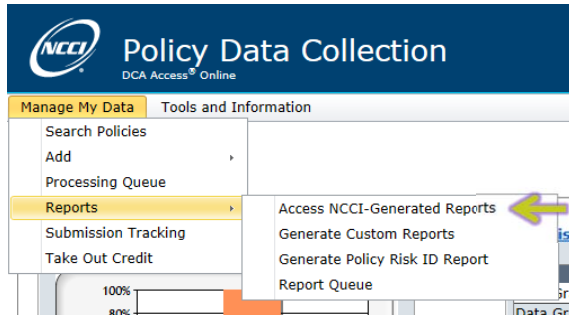 NCCI
Policy Data Collection
DCA Access® Online
Manage My Data Tools and Information
Search Policies
Add
Processing Queue
Reports
Submission Tracking
Take Out Credit
Access NCCI-Generated Reports
Generate Custom Reports
Generate Policy Risk ID Report
Report Queue
100%
80%
is
Gr
Data Gr